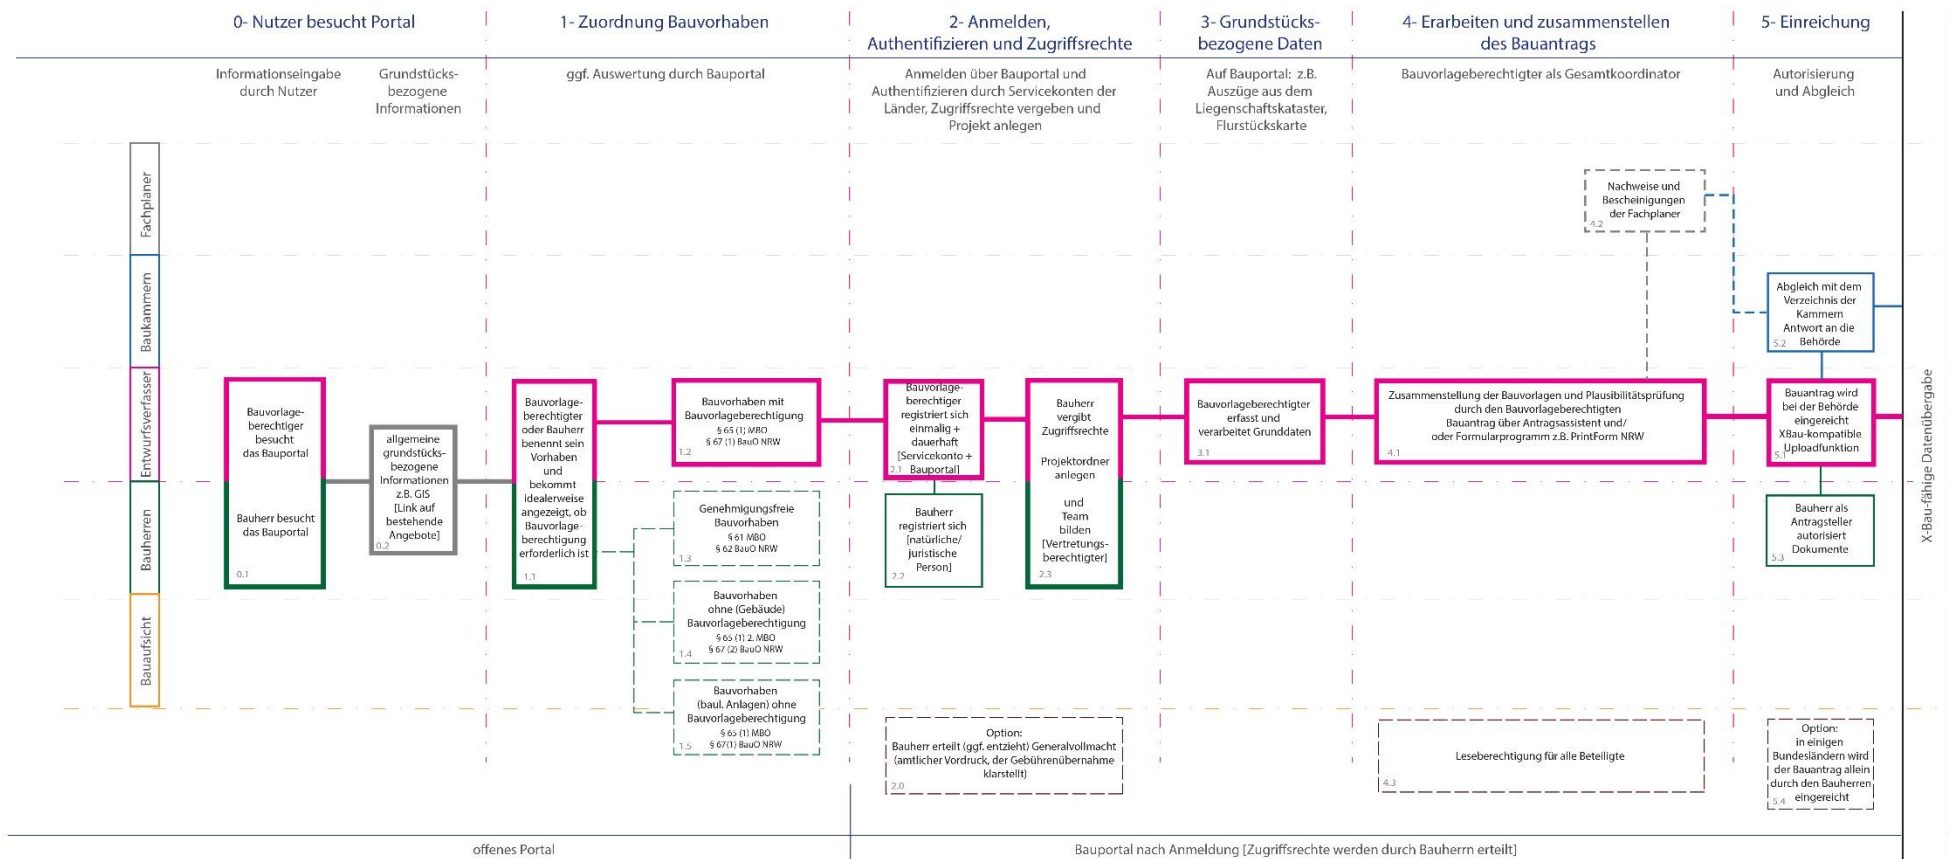 0- Nutzer besucht Portal
1- Zuordnung Bauvorhaben
2- Anmelden,
Authentifizieren und Zugriffsrechte
3- Grundstücks-
bezogene Daten
4- Erarbeiten und zusammenstellen
des Bauantrags
5- Einreichung
Informationseingabe
durch Nutzer
Grundstücks-
bezogene
Informationen
ggf. Auswertung durch Bauportal
Anmelden über Bauportal und
Authentifizieren durch Servicekonten der
Länder, Zugriffsrechte vergeben und
Projekt anlegen
Auf Bauportal: z.B.
Auszüge aus dem
Liegenschaftskataster,
Flurstückskarte
Bauvorlageberechtigter als Gesamtkoordinator
Autorisierung
und Abgleich
Fachplaner
Baukammern
Entwurfsverfasser
Bauherren
Bauaufsicht
Bauvorlage-
berechtiger
besucht
das Bauportal
Bauherr besucht
das Bauportal
0.1
allgemeine
grundstücks-
bezogene
Informationen
z.B. GIS
[Link auf
bestehende
Angebote]
0.2
Bauvorlage-
berechtigter
oder Bauherr
benennt sein
Vorhaben
und
bekommt
idealerweise
angezeigt, ob
Bauvorlage-
berechtigung
erforderlich ist
1.1
Bauvorhaben mit
Bauvorlageberechtigung
§ 65 (1) MBO
§ 67 (1) BauO NRW
1.2
Genehmigungsfreie
Bauvorhaben
§ 61 MBO
§ 62 BauO NRW
1.3
Bauvorhaben
ohne (Gebäude)
Bauvorlageberechtigung
§ 65 (1) 2. MBO
§ 67 (2) BauO NRW
1.4
Bauvorhaben
(baul. Anlagen) ohne
Bauvorlageberechtigung
§ 65 (1) MBO
§ 67(1) BauO NRW
1.5
Bauvorlage-
berechtiger
registriert sich
einmalig +
dauerhaft
[Servicekonto +
Bauportal]
2.1
Bauherr
registriert sich
[natürliche/
juristische
Person]
2.2
Bauherr
vergibt
Zugriffsrechte
Projektordner
anlegen
und
Team
bilden
[Vertretungs-
berechtigter]
2.3
Option:
Bauherr erteilt (ggf. entzieht) Generalvollmacht
(amtlicher Vordruck, der Gebührenübernahme
klarstellt)
2.0
Bauvorlageberechtigter
erfasst und
verarbeitet Grunddaten
3.1
Nachweise und
Bescheinigungen
der Fachplaner
4.2
Zusammenstellung der Bauvorlagen und Plausibilitätsprüfung
durch den Bauvorlageberechtigten
Bauantrag über Antragsassistent und/
oder Formularprogramm z.B. PrintForm NRW
4.1
Leseberechtigung für alle Beteiligte
4.3
Abgleich mit dem
Verzeichnis der
Kammern
Antwort an die
Behörde
5.2
Bauantrag wird
bei der Behörde
eingereicht
XBau-kompatible
Uploadfunktion
5.1
Bauherr als
Antragsteller
autorisiert
Dokumente
5.3
Option:
in einigen
Bundesländern wird
der Bauantrag allein
durch den Bauherren
eingereicht
5.4
X-Bau-fähige Datenübergabe
offenes Portal
Bauportal nach Anmeldung [Zugriffsrechte werden durch Bauherrn erteilt]